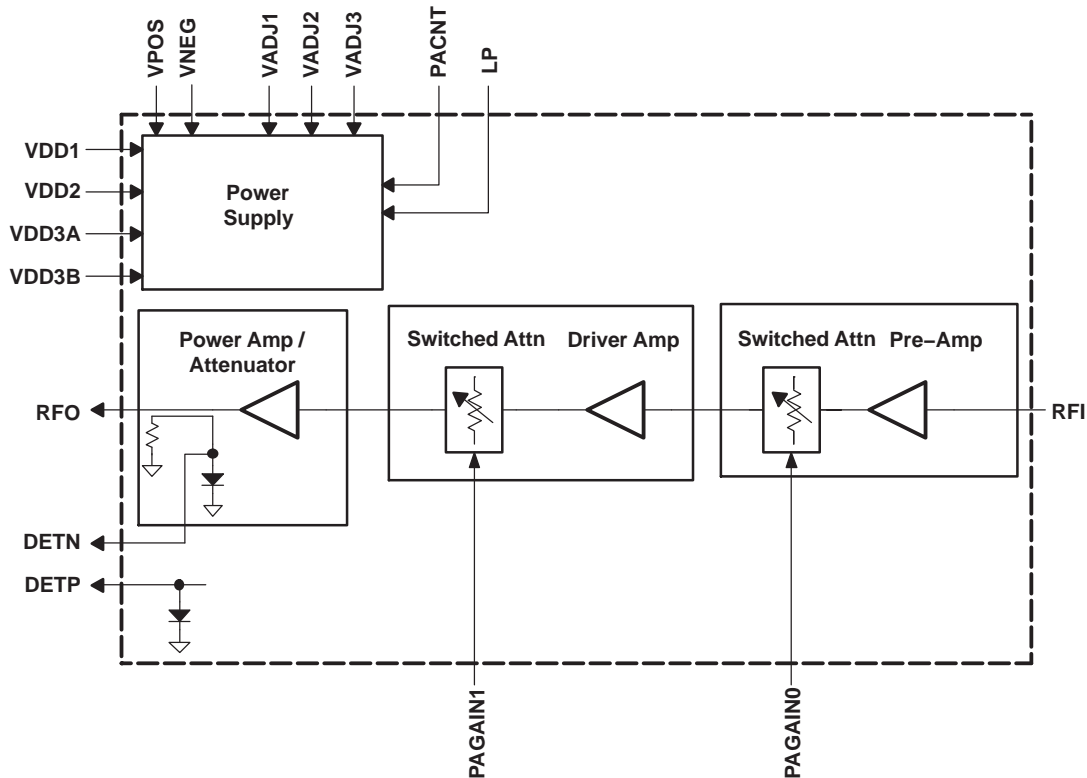 VPOS
VNEG
VADJ1
VADJ2
VADJ3
PACNT
LP
VDD1
VDD2
VDD3A
VDD3B
Power
Supply
Power Amp /
Attenuator
Switched Attn
Driver Amp
Switched Attn
Pre−Amp
RFO
RFI
DETN
DETP
PAGAIN1
PAGAIN0